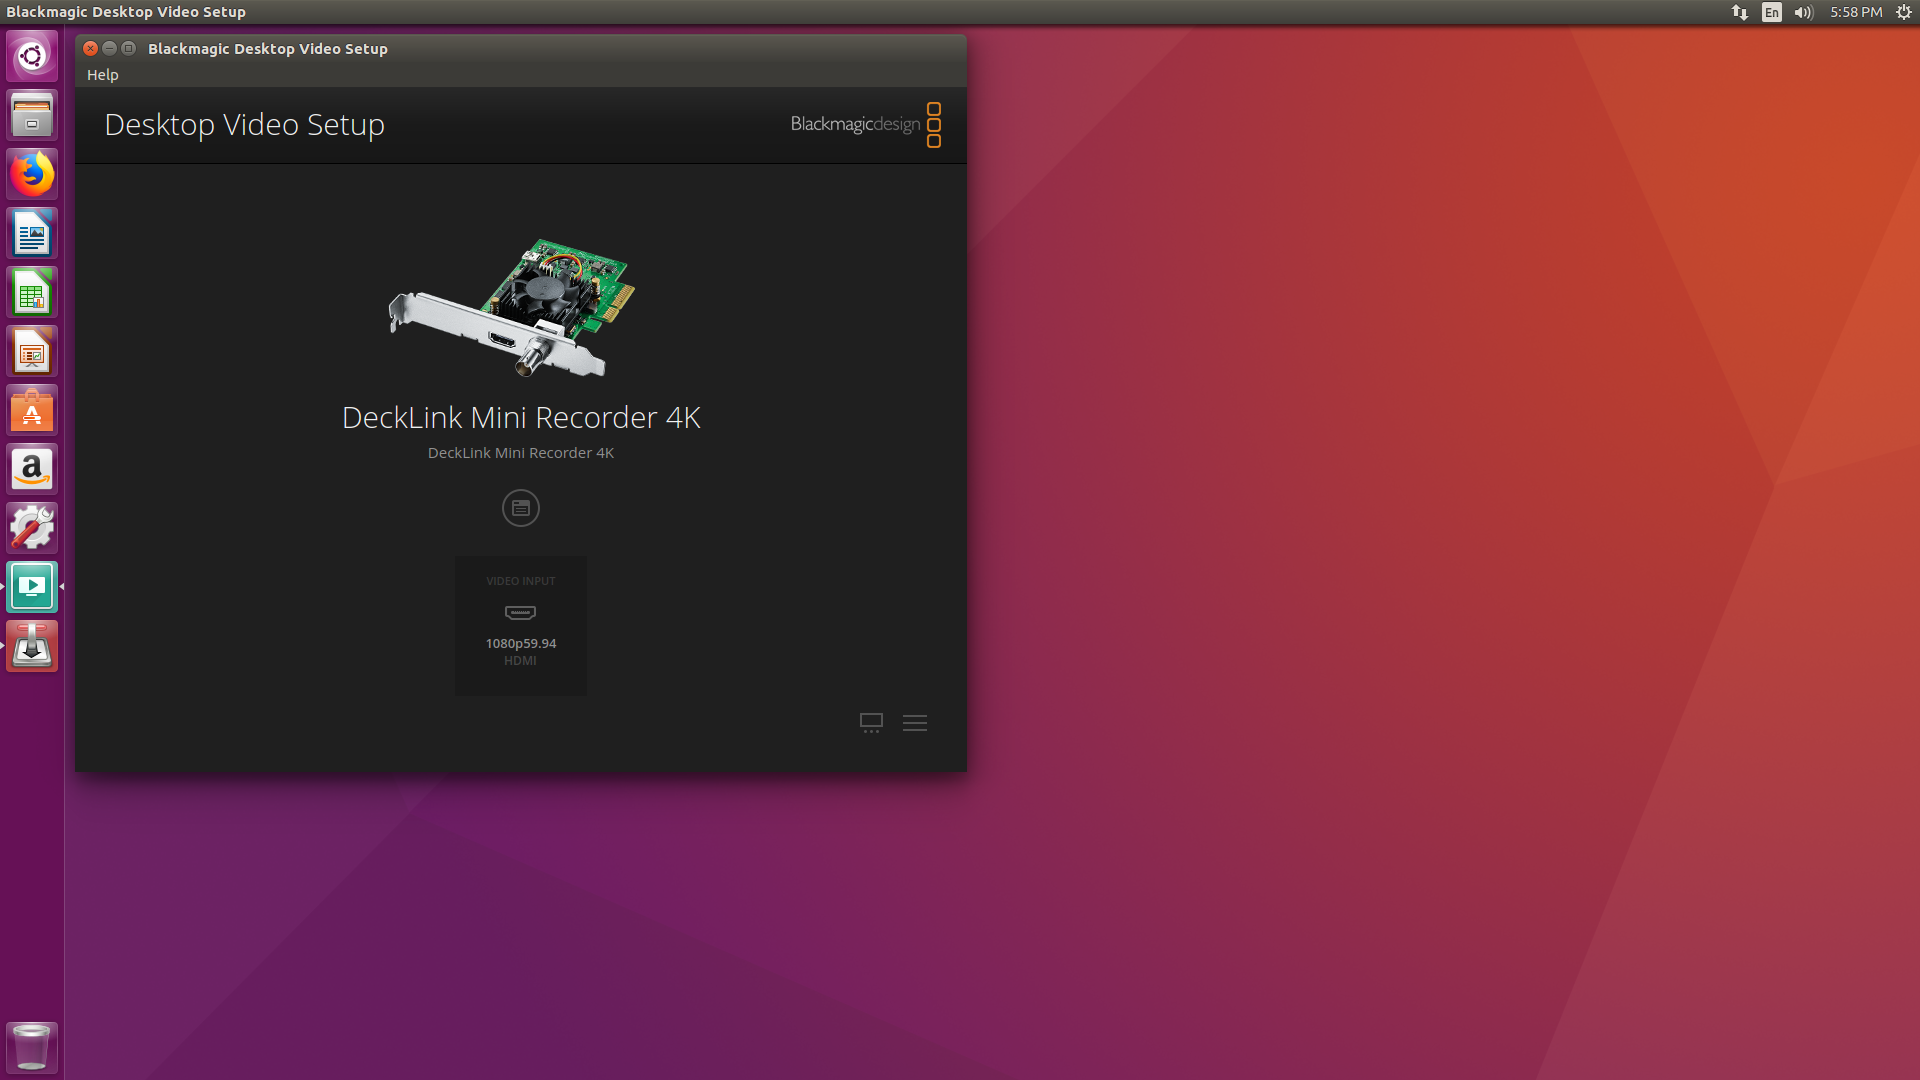 Blackmagic Desktop Video Setup
En
5:58 PM
Blackmagic Desktop Video Setup
Help
Desktop Video Setup
Blackmagicdesign
DeckLink Mini Recorder 4K
DeckLink Mini Recorder 4K
VIDEO INPUT
1080p59.94
HDMI